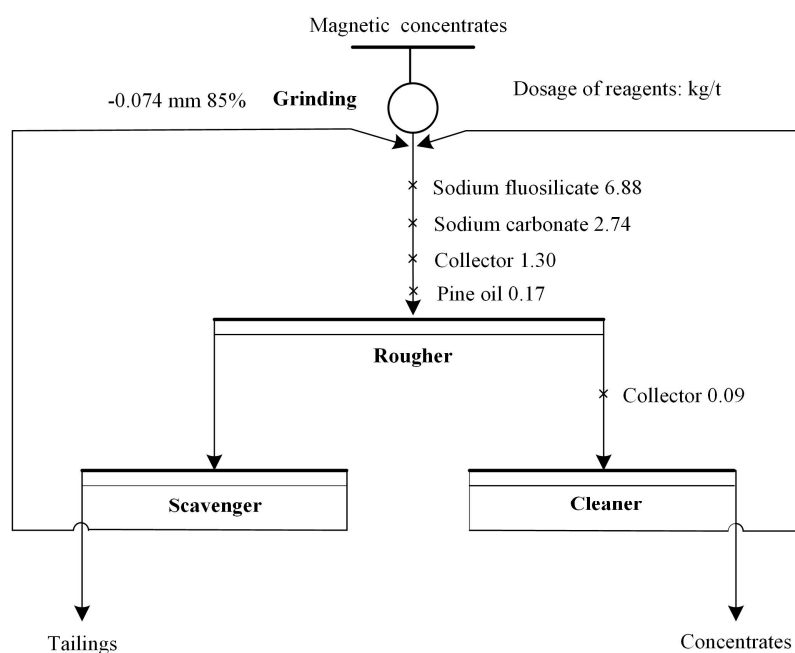 Magnetic concentrates
-0.074 mm 85%
Grinding
Dosage of reagents: kg/t
Sodium fluosilicate 6.88
Sodium carbonate 2.74
Collector 1.30
Pine oil 0.17
Rougher
Collector 0.09
Scavenger
Cleaner
Tailings
Concentrates